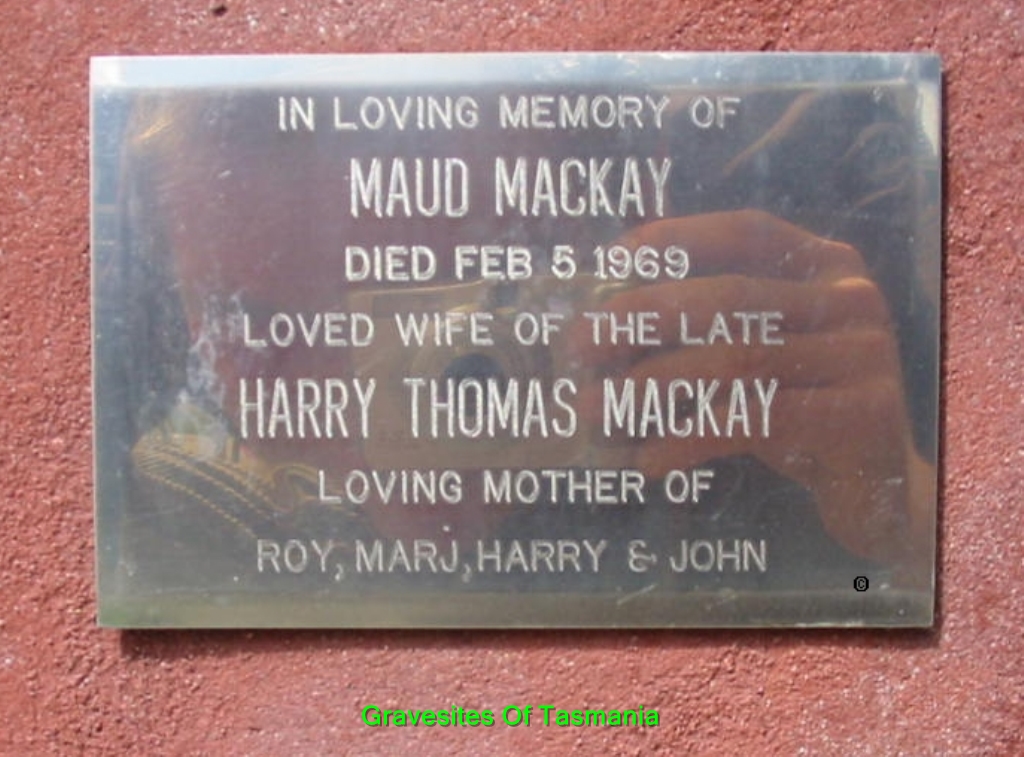 IN LOVING MEMORY OF
MAUD MACKAY
DIED FEB 5 1969
LOVED WIFE OF THE LATE
HARRY THOMAS MACKAY
LOVING MOTHER OF
ROY, MARJ, HARRY & JOHN
©
Gravesites Of Tasmania